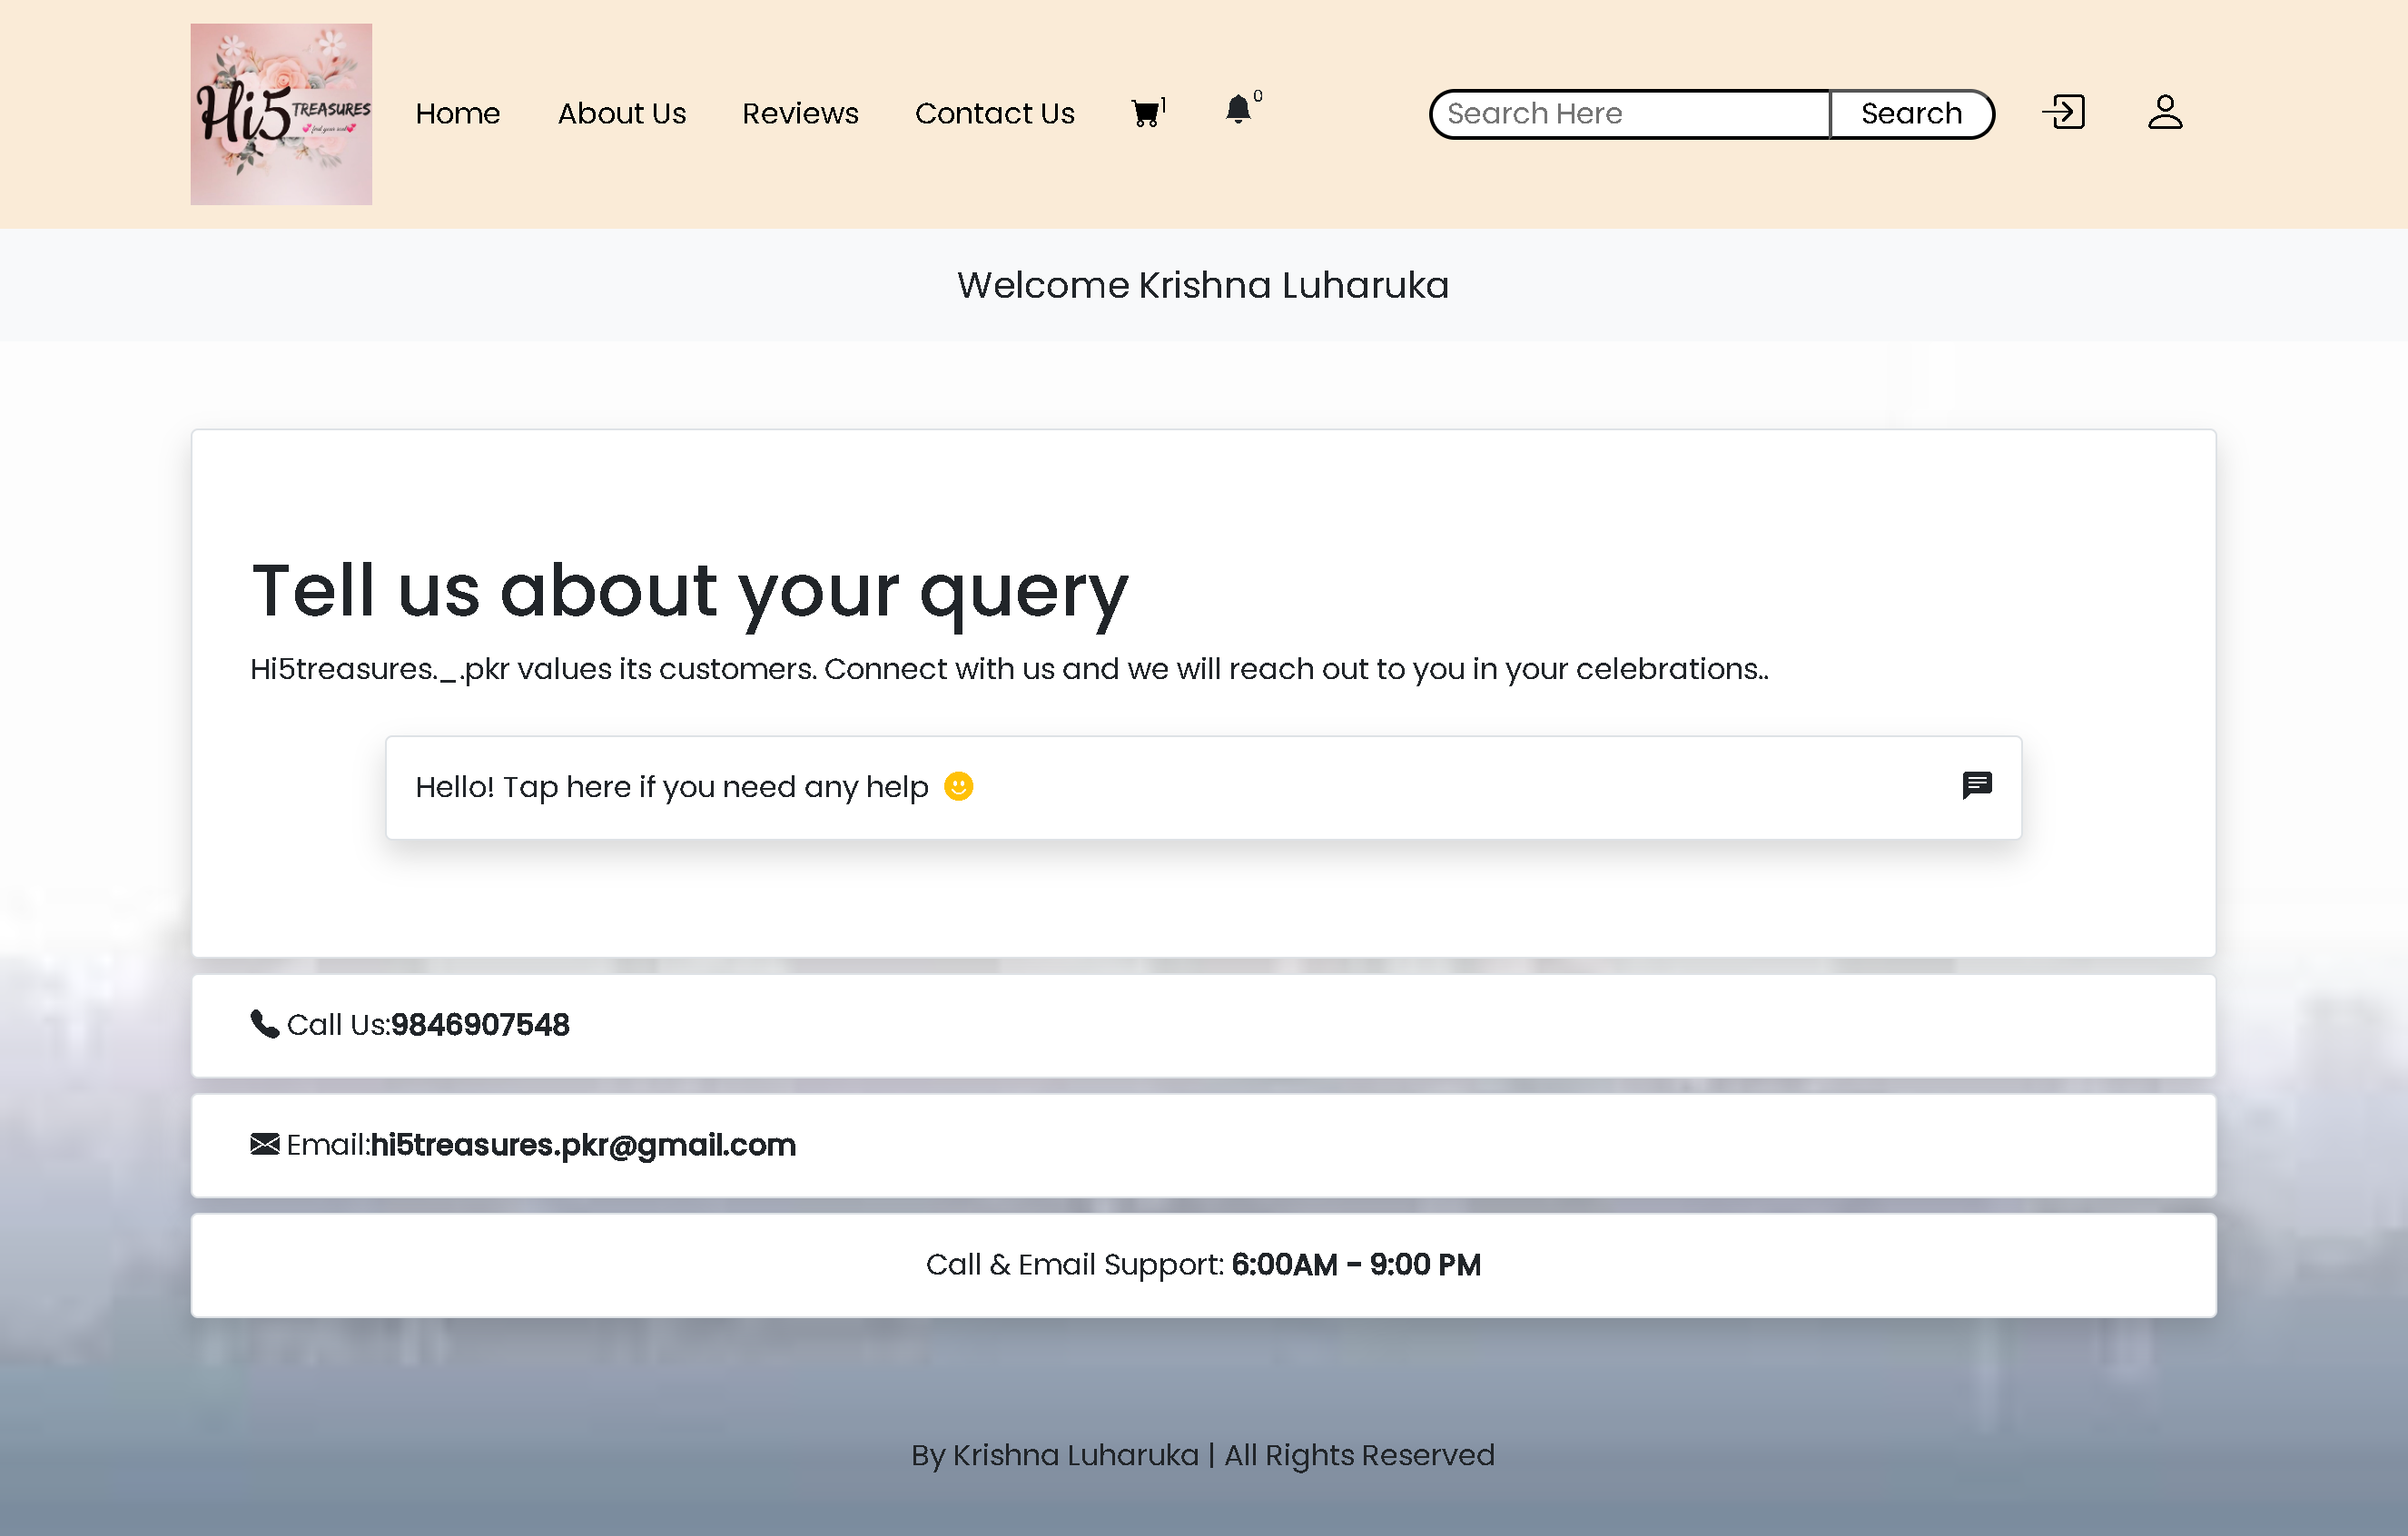 Hi5 TREASURES
Home About Us Reviews Contact Us 1 0 Search Here Search
Welcome Krishna Luharuka
Tell us about your query
Hi5treasures._.pkr values its customers. Connect with us and we will reach out to you in your celebrations..
Hello! Tap here if you need any help
Call Us:9846907548
Email:hi5treasures.pkr@gmail.com
Call & Email Support: 6:00AM - 9:00 PM
By Krishna Luharuka | All Rights Reserved